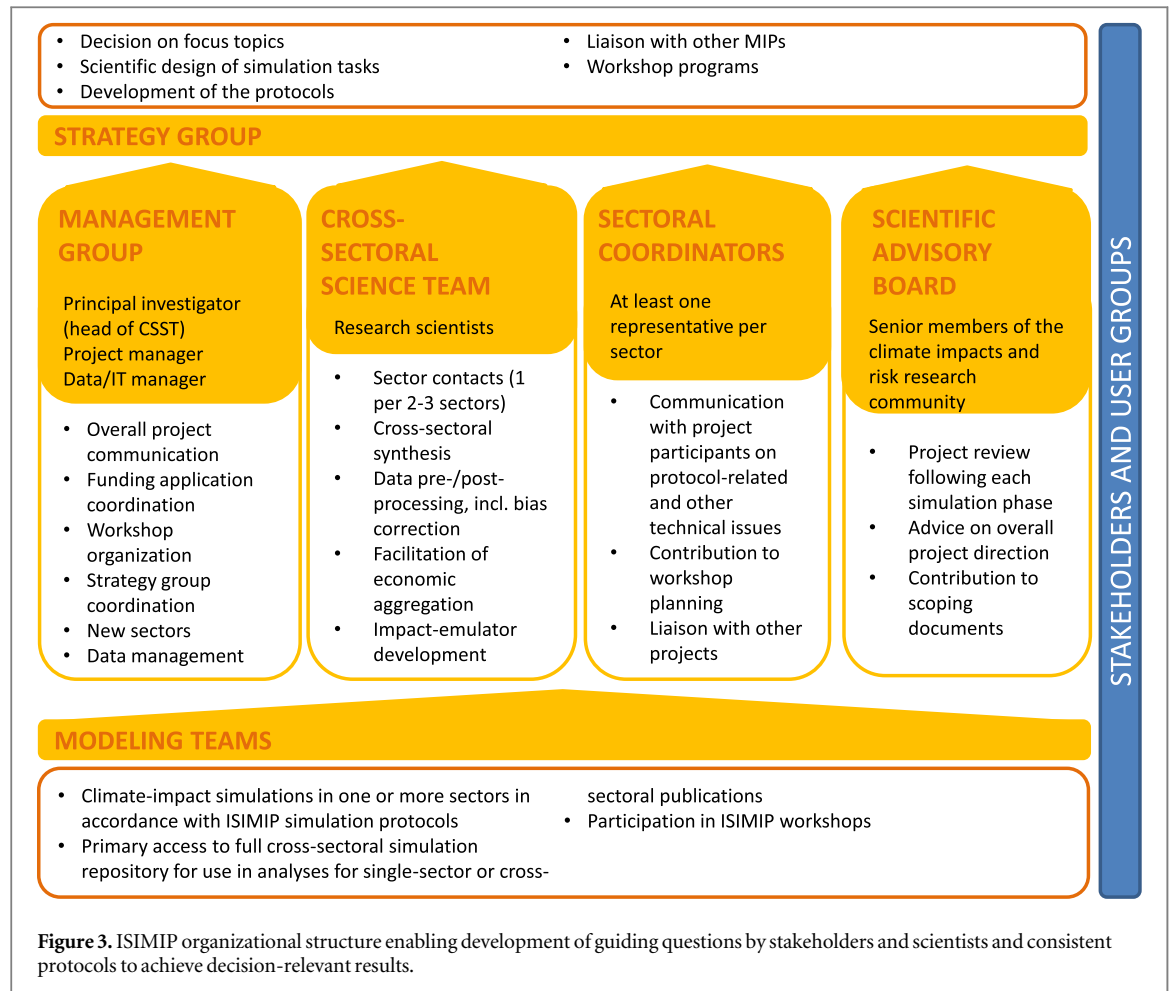 • Decision on focus topics
• Scientific design of simulation tasks
• Development of the protocols
• Liaison with other MIPs
• Workshop programs
STRATEGY GROUP
MANAGEMENT
GROUP
Principal investigator
(head of CSST)
Project manager
Data/IT manager
• Overall project
communication
• Funding application
coordination
• Workshop
organization
• Strategy group
coordination
• New sectors
• Data management
CROSS-
SECTORAL
SCIENCE TEAM
Research scientists
• Sector contacts (1
per 2-3 sectors)
• Cross-sectoral
synthesis
• Data pre-/post-
processing, incl. bias
correction
• Facilitation of
economic
aggregation
• Impact-emulator
development
SECTORAL
COORDINATORS
At least one
representative per
sector
• Communication
with project
participants on
protocol-related
and other
technical issues
• Contribution to
workshop
planning
• Liaison with other
projects
SCIENTIFIC
ADVISORY
BOARD
Senior members of the
climate impacts and
risk research
community
• Project review
following each
simulation phase
• Advice on overall
project direction
• Contribution to
scoping
documents
STAKEHOLDERS AND USER GROUPS
MODELING TEAMS
• Climate-impact simulations in one or more sectors in
accordance with ISIMIP simulation protocols
• Primary access to full cross-sectoral simulation
repository for use in analyses for single-sector or cross-
sectoral publications
• Participation in ISIMIP workshops
Figure 3. ISIMIP organizational structure enabling development of guiding questions by stakeholders and scientists and consistent
protocols to achieve decision-relevant results.